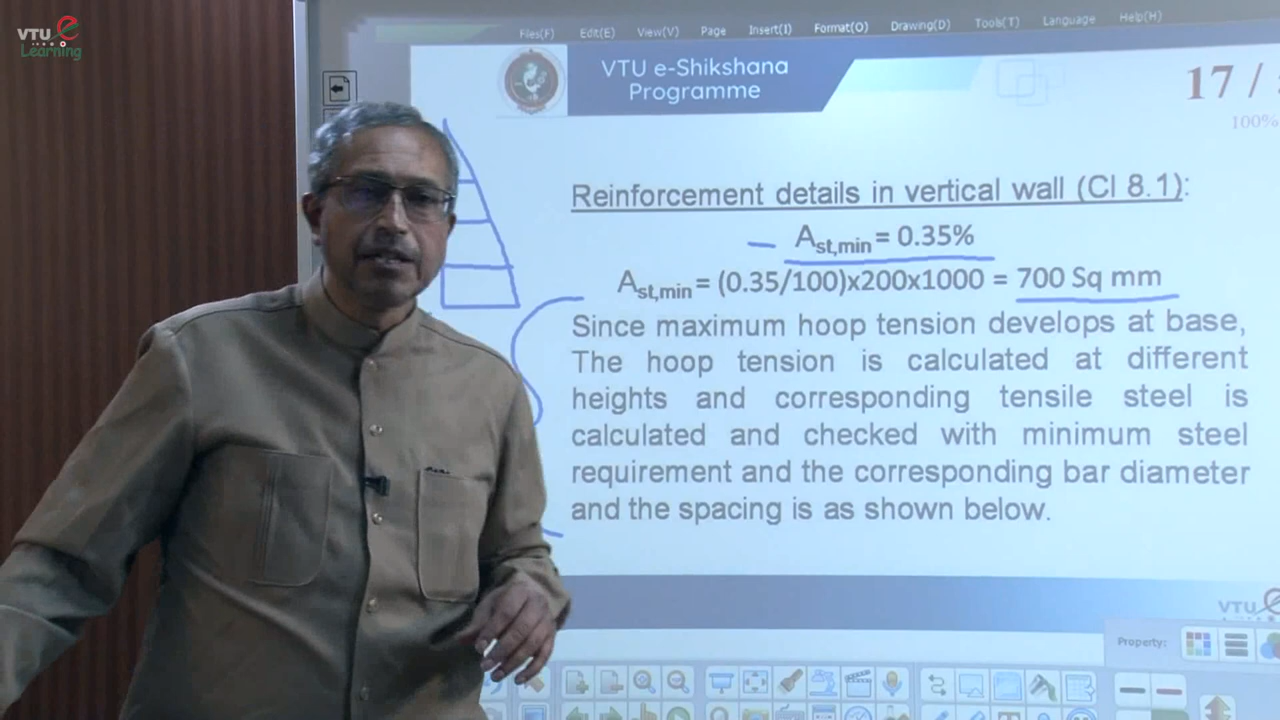 VTU e
Learning
Files(F) Edit(E) View(V) Page Insert(I) Format(O) Drawing(D) Tools(T) Language Help(H)
VTU e-Shikshana
Programme
17 /
100%
Reinforcement details in vertical wall (Cl 8.1):
Ast,min = 0.35%
Ast,min = (0.35/100)x200x1000 = 700 Sq mm
Since maximum hoop tension develops at base,
The hoop tension is calculated at different
heights and corresponding tensile steel is
calculated and checked with minimum steel
requirement and the corresponding bar diameter
and the spacing is as shown below.
VTU e
Property: